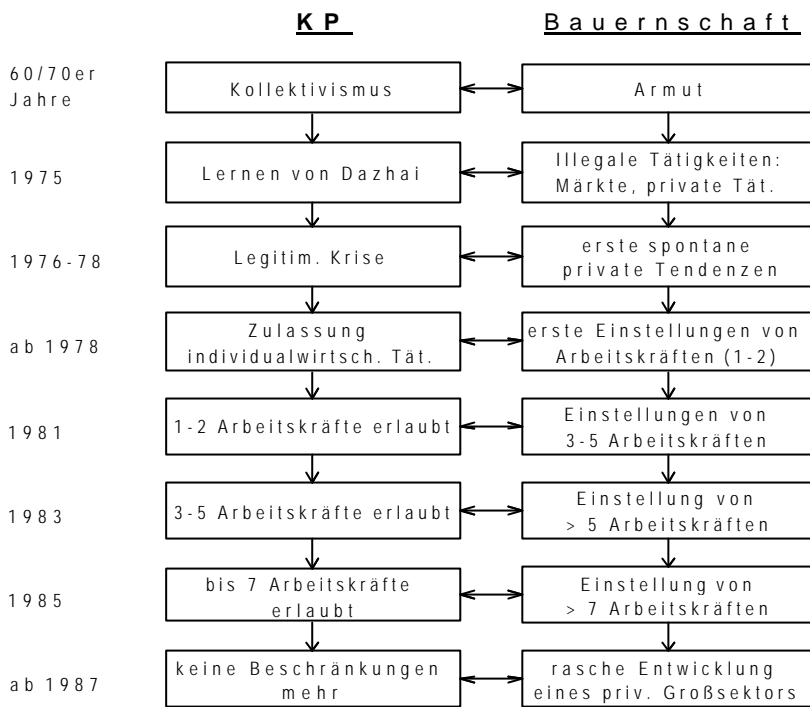 KP Bauernschaft
60/70er
Jahre
Kollektivismus
Armut
1975
Lernen von Dazhai
Illegale Tätigkeiten:
Märkte, private Tät.
1976-78
Legitim. Krise
erste spontane
private Tendenzen
ab 1978
Zulassung
individualwirtsch. Tät.
erste Einstellungen von
Arbeitskräften (1-2)
1981
1-2 Arbeitskräfte erlaubt
Einstellungen von
3-5 Arbeitskräften
1983
3-5 Arbeitskräfte erlaubt
Einstellung von
> 5 Arbeitskräften
1985
bis 7 Arbeitskräfte
erlaubt
Einstellung von
> 7 Arbeitskräften
ab 1987
keine Beschränkungen
mehr
rasche Entwicklung
eines priv. Großsektors